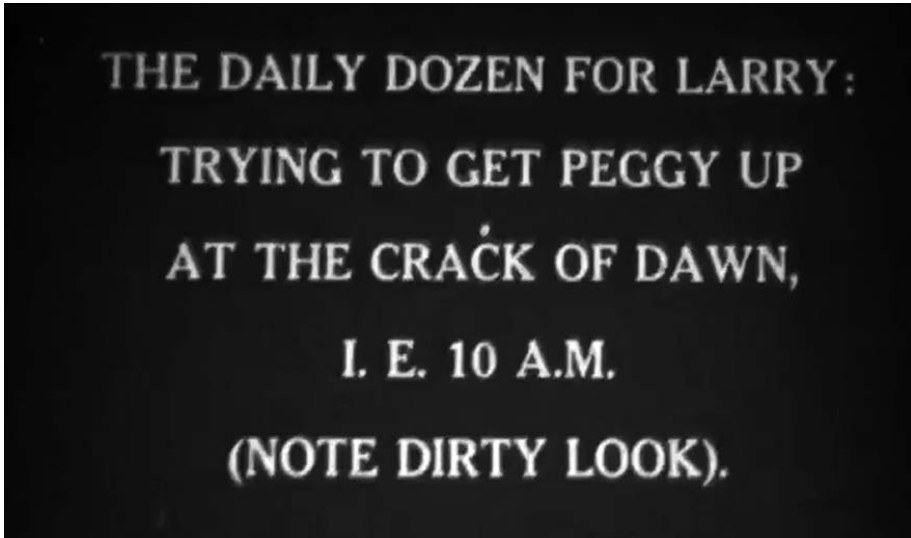 THE DAILY DOZEN FOR LARRY:
TRYING TO GET PEGGY UP
AT THE CRACK OF DAWN,
I. E. 10 A.M.
(NOTE DIRTY LOOK).